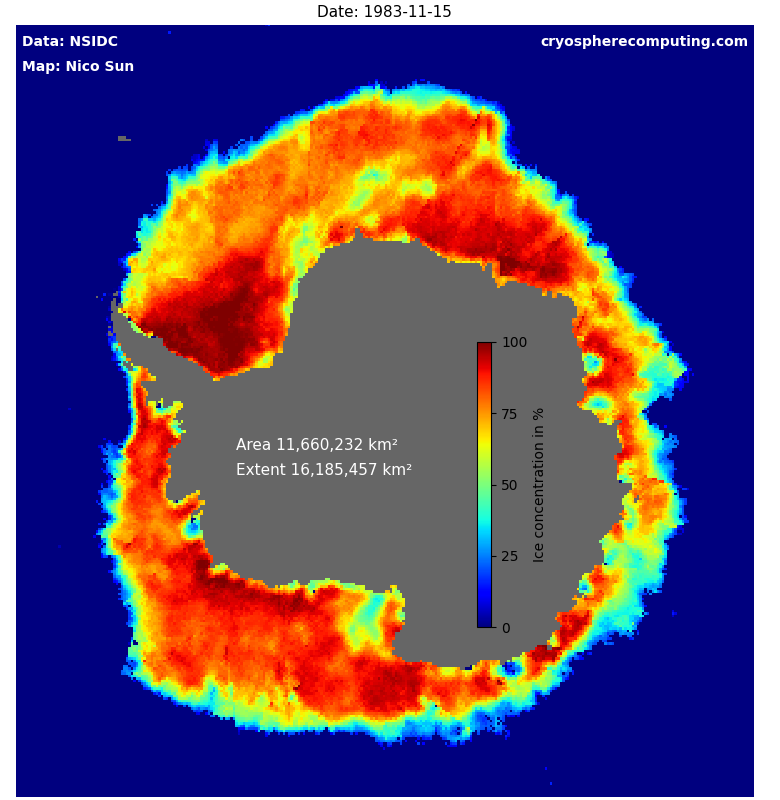 Date: 1983-11-15
Data: NSIDC
cryospherecomputing.com
Map: Nico Sun
100
75
50
25
0
Ice concentration in %
Area 11,660,232 km²
Extent 16,185,457 km²